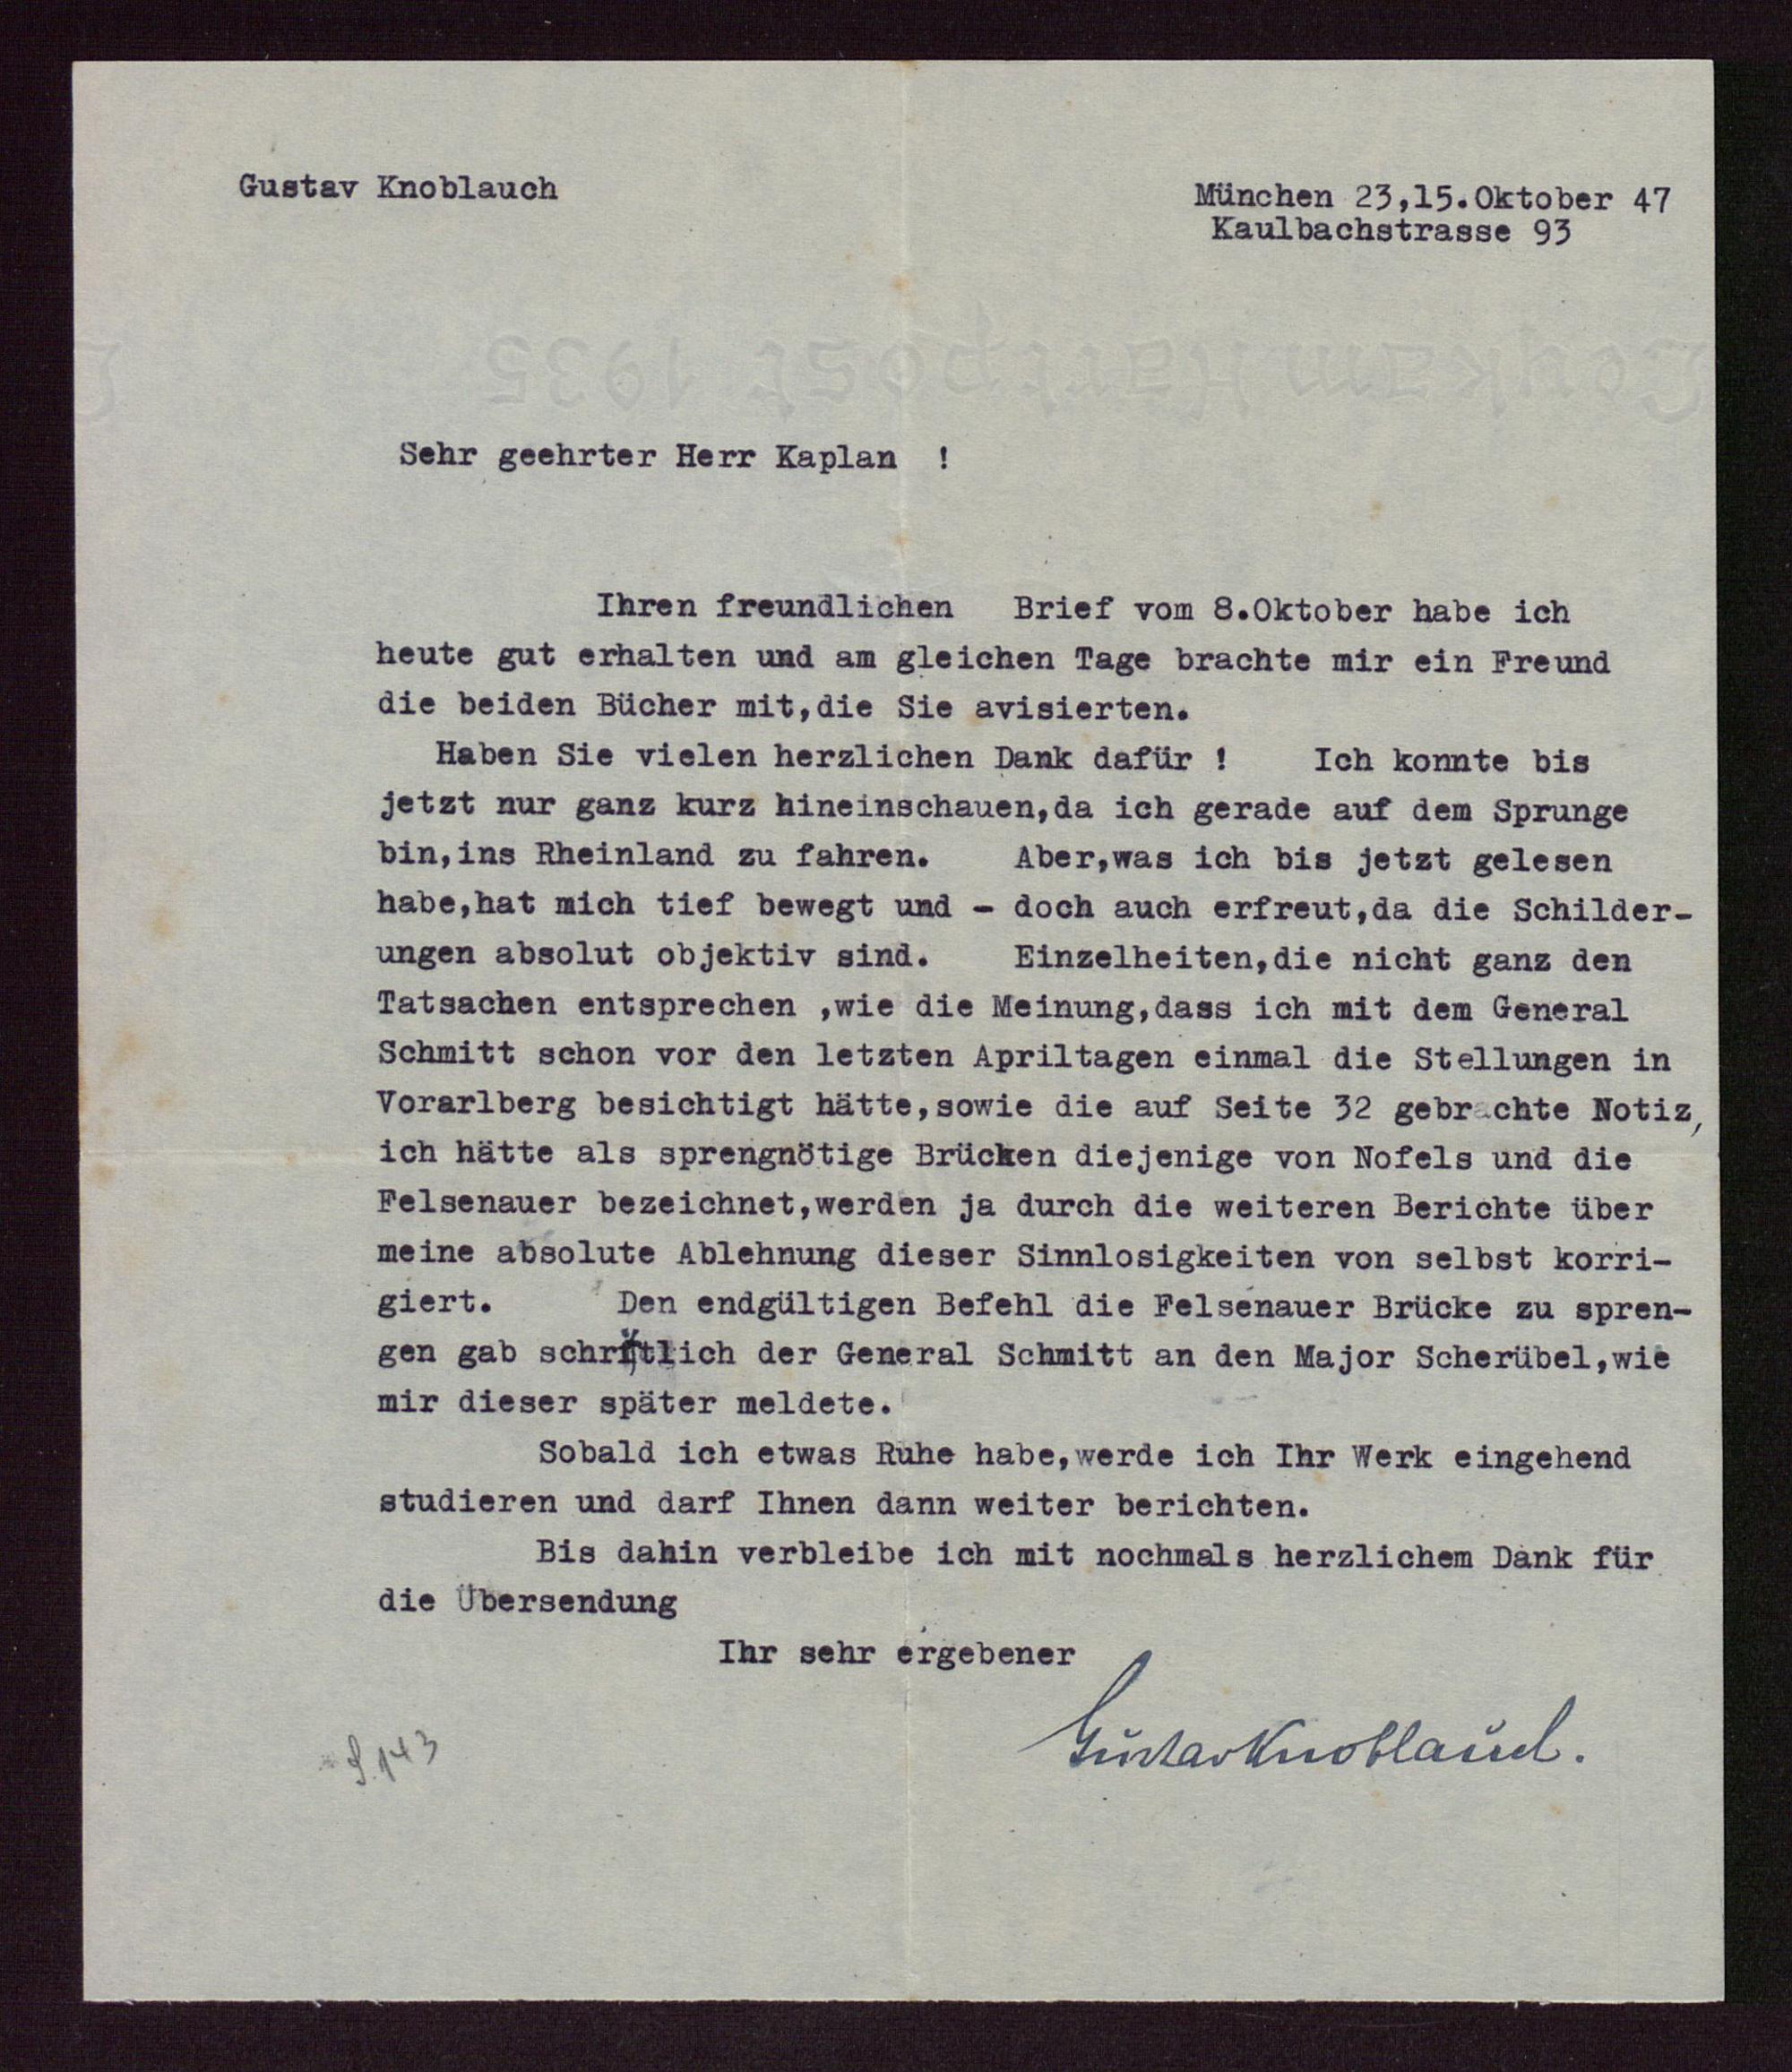 Gustav Knoblauch
München 23,15.Oktober 47
Kaulbachstrasse 93
Leykam Hartpost 1935
Sehr geehrter Herr Kaplan !
Ihren freundlichen Brief vom 8.Oktober habe ich
heute gut erhalten und am gleichen Tage brachte mir ein Freund
die beiden Bücher mit,die Sie avisierten.
Haben Sie vielen herzlichen Dank dafür ! Ich konnte bis
jetzt nur ganz kurz hineinschauen,da ich gerade auf dem Sprunge
bin,ins Rheinland zu fahren. Aber,was ich bis jetzt gelesen
habe,hat mich tief bewegt und - doch auch erfreut,da die Schilder-
ungen absolut objektiv sind. Einzelheiten,die nicht ganz den
Tatsachen entsprechen ,wie die Meinung,dass ich mit dem General
Schmitt schon vor den letzten Apriltagen einmal die Stellungen in
Vorarlberg besichtigt hätte,sowie die auf Seite 32 gebrachte Notiz,
ich hätte als sprengnötige Brücken diejenige von Nofels und die
Felsenauer bezeichnet,werden ja durch die weiteren Berichte über
meine absolute Ablehnung dieser Sinnlosigkeiten von selbst korri-
giert. Den endgültigen Befehl die Felsenauer Brücke zu spren-
gen gab schriftlich der General Schmitt an den Major Scherübel,wie
mir dieser später meldete.
Sobald ich etwas Ruhe habe,werde ich Ihr Werk eingehend
studieren und darf Ihnen dann weiter berichten.
Bis dahin verbleibe ich mit nochmals herzlichem Dank für
die Übersendung
Ihr sehr ergebener
Gustav Knoblauch.
S.143